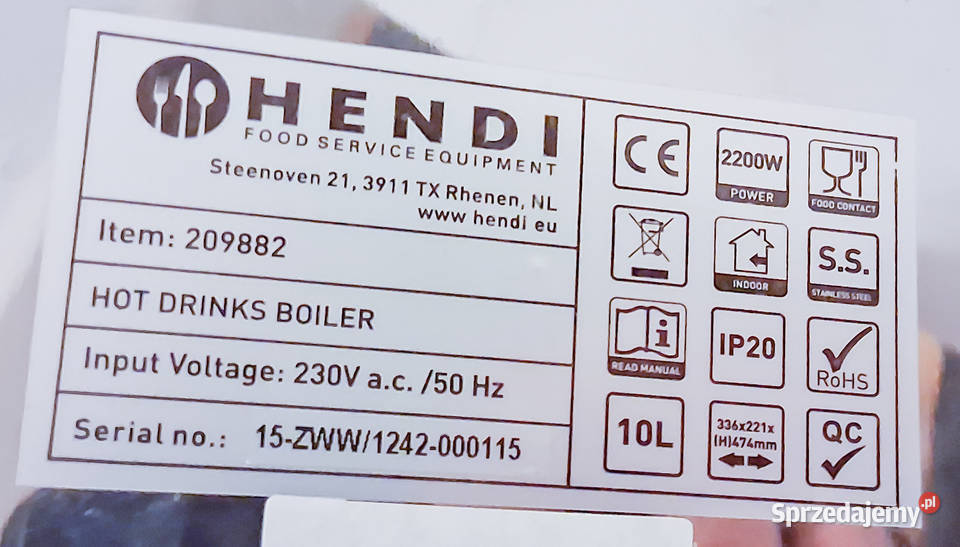 HENDI
FOOD SERVICE EQUIPMENT
Steenoven 21, 3911 TX Rhenen, NL
www hendi eu
Item: 209882
HOT DRINKS BOILER
Input Voltage: 230V a.c. /50 Hz
Serial no.: 15-ZWW/1242-000115
CE
2200W
POWER
FOOD CONTACT
INDOOR
S.S.
STAINLESS STEEL
i
READ MANUAL
IP20
RoHS
10L
336x221x
(H)474mm
QC
Sprzedajemy.pl